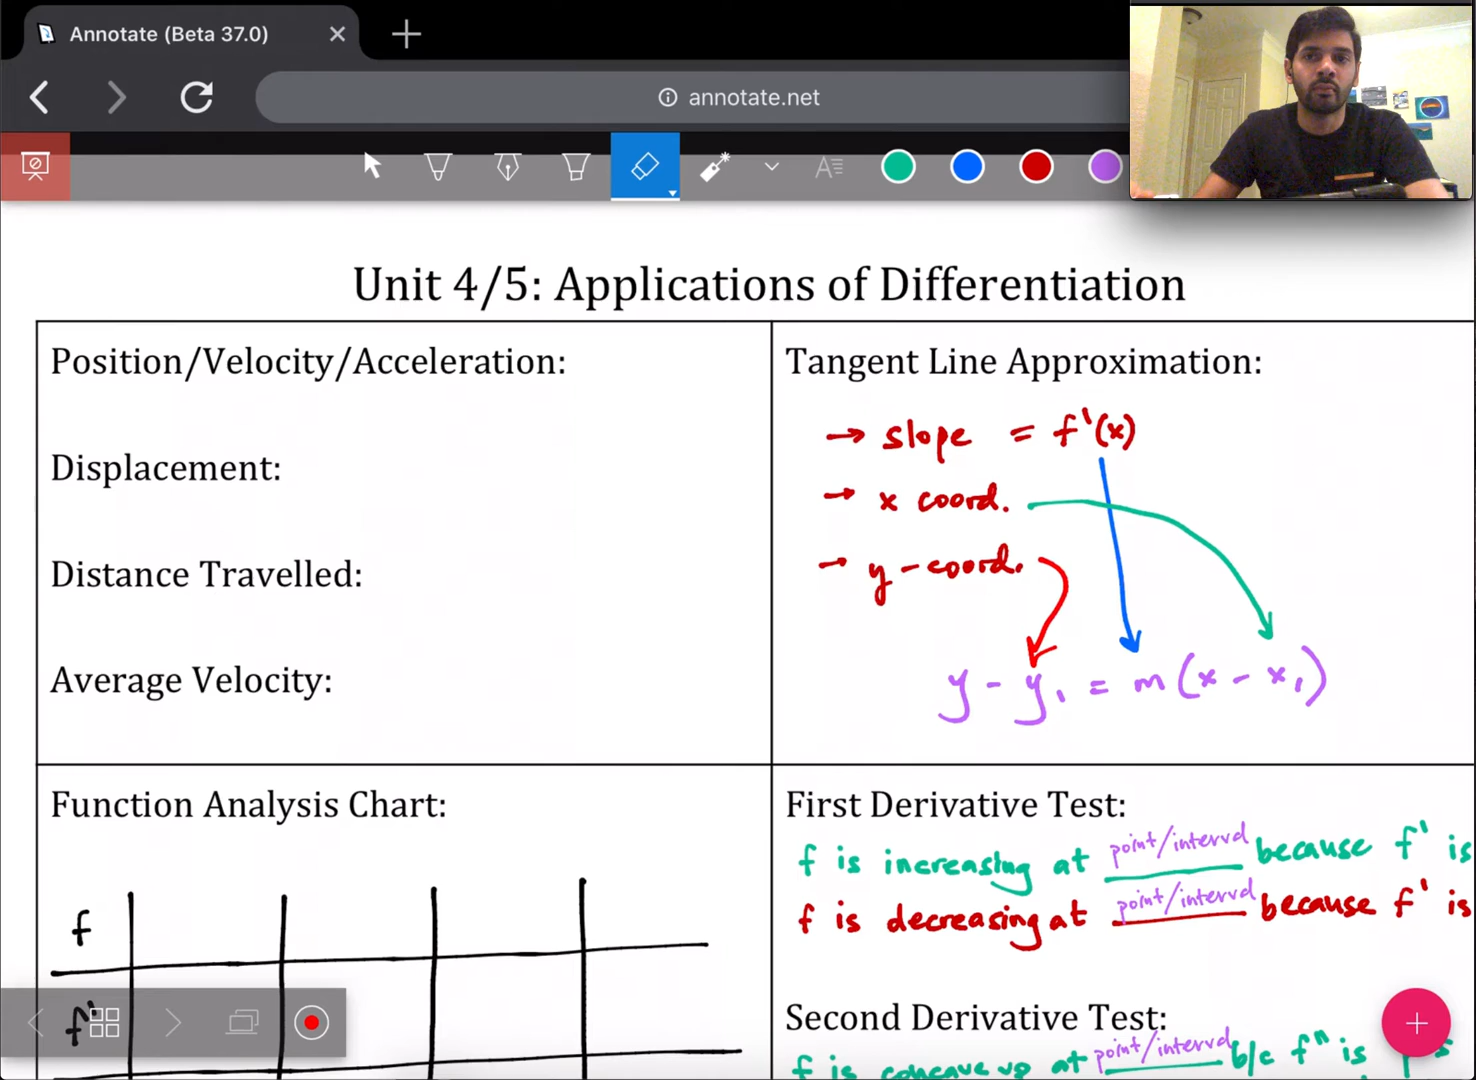 Annotate (Beta 37.0)
annotate.net
Unit 4/5: Applications of Differentiation
Position/Velocity/Acceleration:
Displacement:
Distance Travelled:
Average Velocity:
Tangent Line Approximation:
→ slope = f'(x)
→ x coord.
→ y-coord.
y - y₁ = m(x - x₁)
Function Analysis Chart:
f
f'
First Derivative Test:
f is increasing at point/interval because f' is
f is decreasing at point/interval because f' is
Second Derivative Test:
f is concave up at point/interval b/c f" is